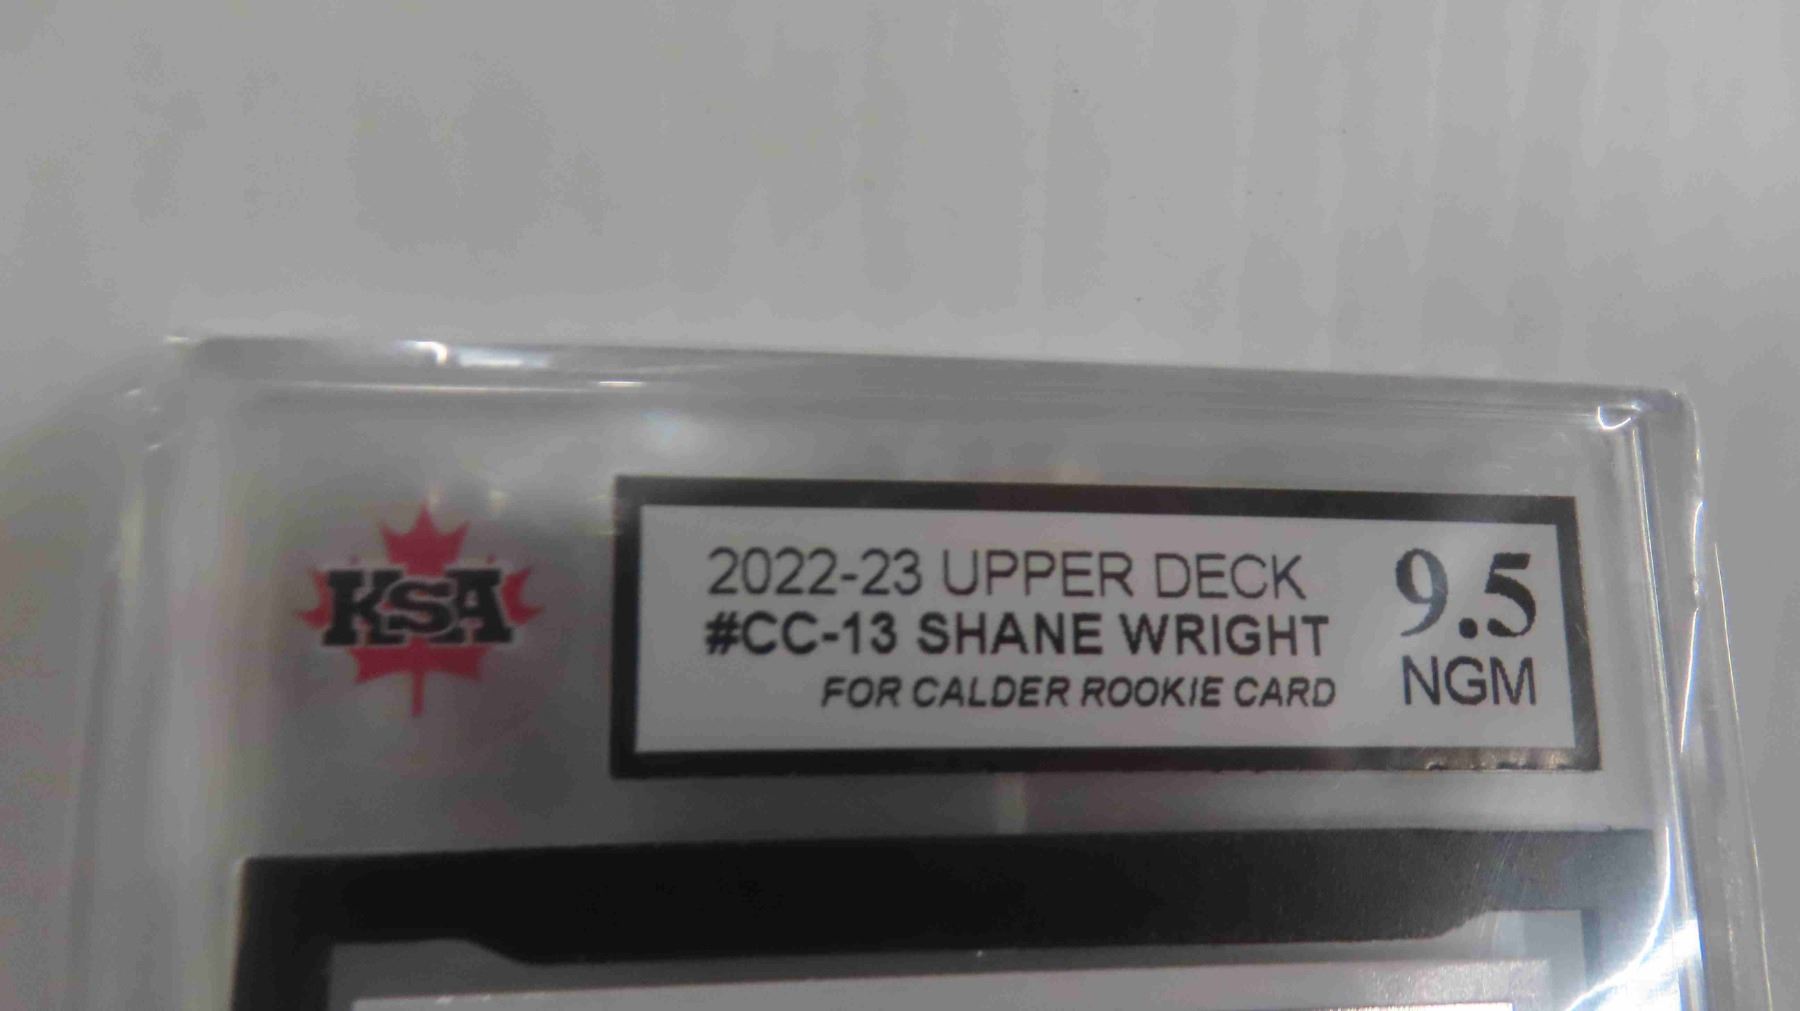 KSA
2022-23 UPPER DECK
#CC-13 SHANE WRIGHT
FOR CALDER ROOKIE CARD
9.5
NGM